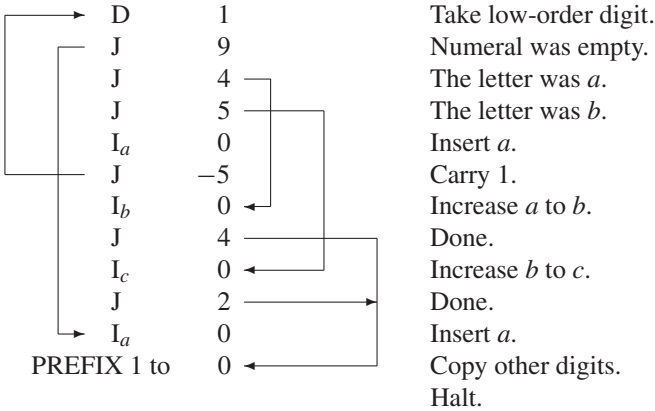 D 1 Take low-order digit.
J 9 Numeral was empty.
J 4 The letter was a.
J 5 The letter was b.
Iₐ 0 Insert a.
J −5 Carry 1.
I_b 0 Increase a to b.
J 4 Done.
I_c 0 Increase b to c.
J 2 Done.
Iₐ 0 Insert a.
PREFIX 1 to 0 Copy other digits.
Halt.